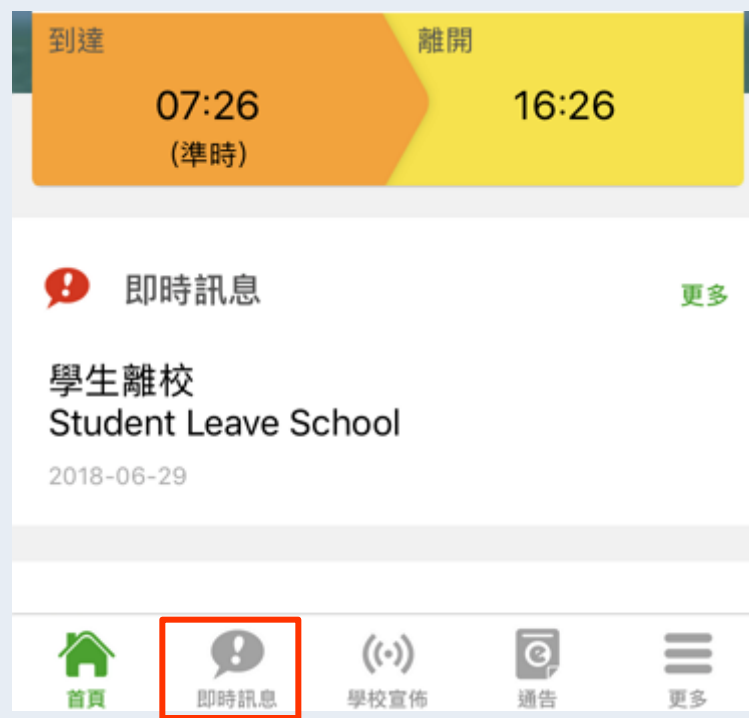 到達
離開
07:26
16:26
(準時)
即時訊息
更多
學生離校
Student Leave School
2018-06-29
首頁
即時訊息
學校宣佈
通告
更多